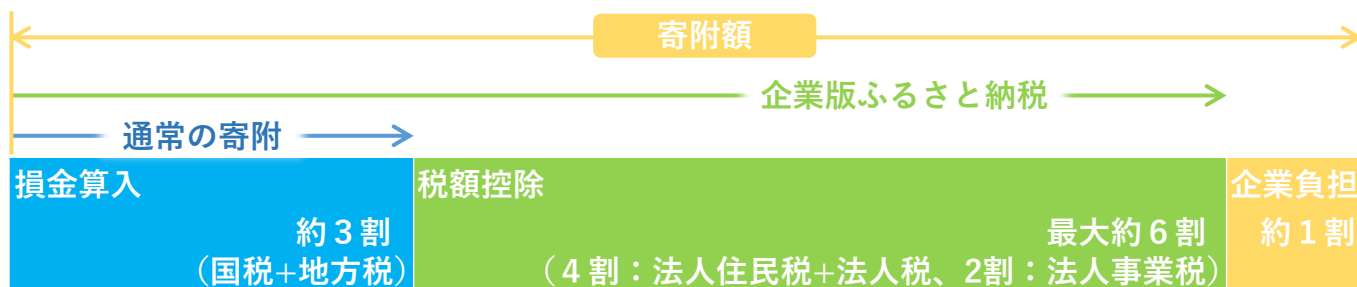 寄附額
企業版ふるさと納税
通常の寄附
損金算入
約３割
（国税+地方税）
税額控除
最大約６割
（４割：法人住民税+法人税、2割：法人事業税）
企業負担
約１割